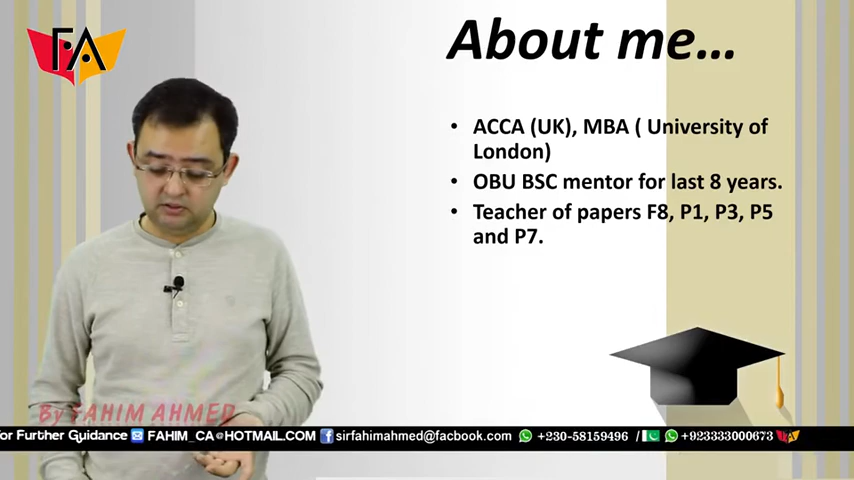 FA
About me...
• ACCA (UK), MBA ( University of
London)
• OBU BSC mentor for last 8 years.
• Teacher of papers F8, P1, P3, P5
and P7.
By FAHIM AHMED
For Further Guidance FAHIM_CA@HOTMAIL.COM sirfahimahmed@facbook.com +230-58159496 / +923333000673